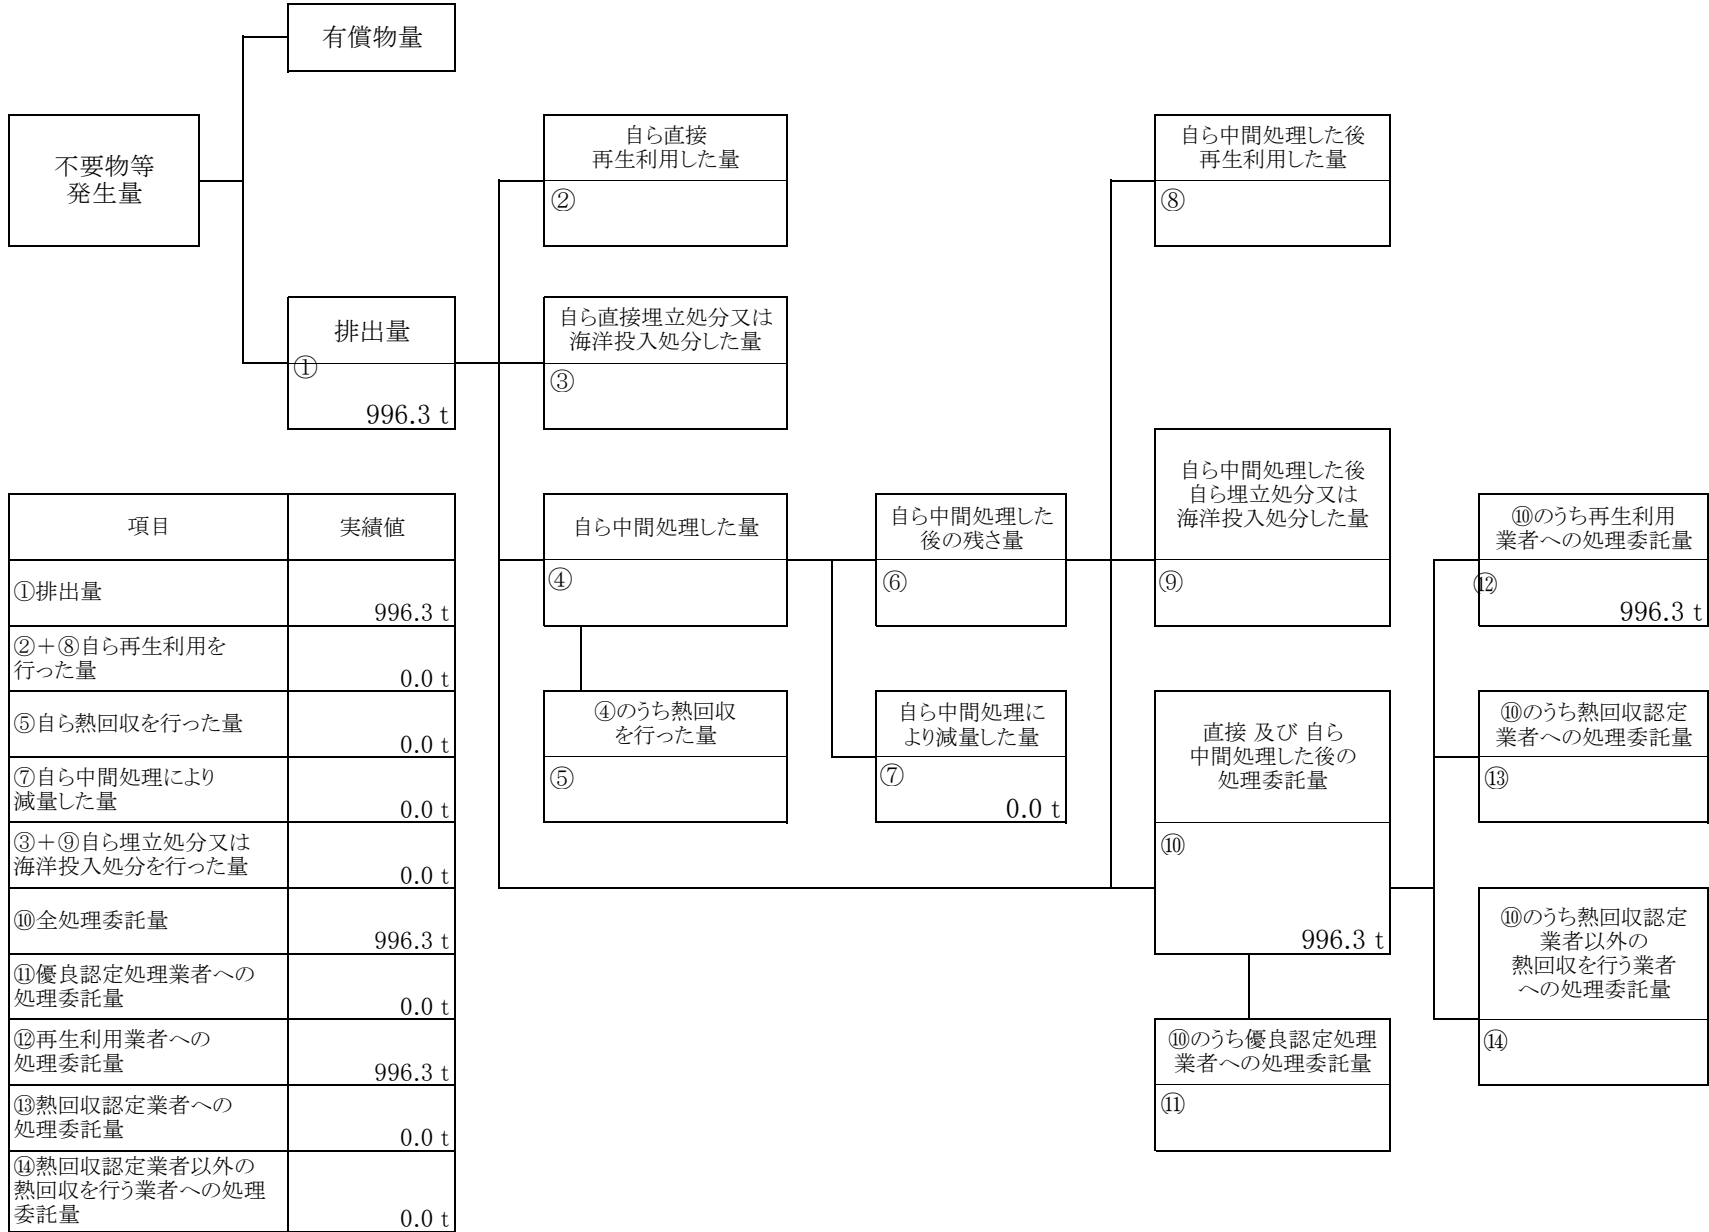 有償物量
不要物等
発生量
自ら直接
再生利用した量
②
自ら中間処理した後
再生利用した量
⑧
排出量
①
996.3 t
自ら直接埋立処分又は
海洋投入処分した量
③
自ら中間処理した量
④
自ら中間処理した
後の残さ量
⑥
自ら中間処理した後
自ら埋立処分又は
海洋投入処分した量
⑨
⑩のうち再生利用
業者への処理委託量
⑫
996.3 t
④のうち熱回収
を行った量
⑤
自ら中間処理に
より減量した量
⑦
0.0 t
直接 及び 自ら
中間処理した後の
処理委託量
⑩
996.3 t
⑩のうち熱回収認定
業者への処理委託量
⑬
⑩のうち熱回収認定
業者以外の
熱回収を行う業者
への処理委託量
⑭
⑩のうち優良認定処理
業者への処理委託量
⑪
項目 実績値
①排出量
996.3 t
②＋⑧自ら再生利用を
行った量
0.0 t
⑤自ら熱回収を行った量
0.0 t
⑦自ら中間処理により
減量した量
0.0 t
③＋⑨自ら埋立処分又は
海洋投入処分を行った量
0.0 t
⑩全処理委託量
996.3 t
⑪優良認定処理業者への
処理委託量
0.0 t
⑫再生利用業者への
処理委託量
996.3 t
⑬熱回収認定業者への
処理委託量
0.0 t
⑭熱回収認定業者以外の
熱回収を行う業者への処理
委託量
0.0 t